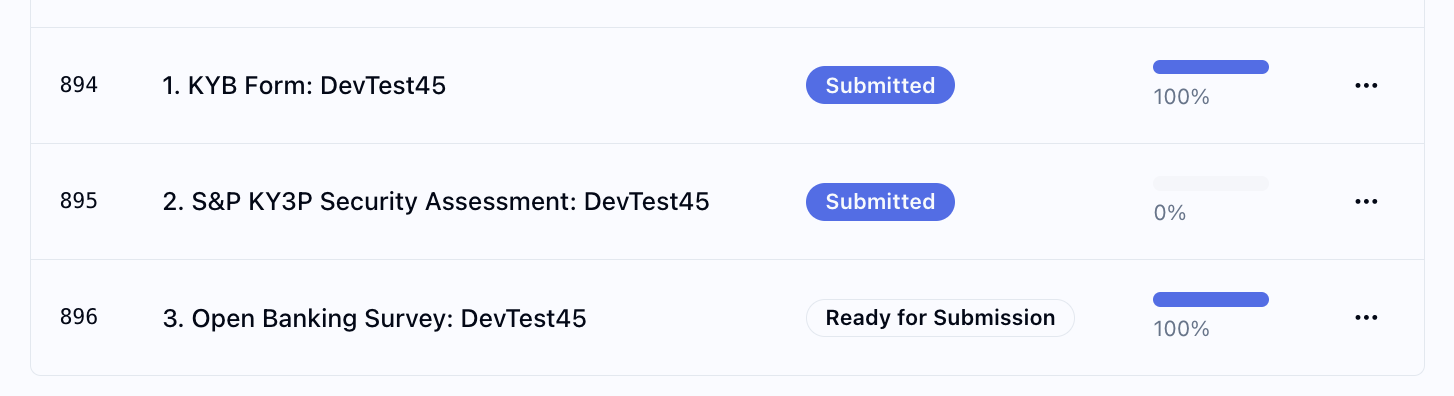 894 1. KYB Form: DevTest45 Submitted 100%
895 2. S&P KY3P Security Assessment: DevTest45 Submitted 0%
896 3. Open Banking Survey: DevTest45 Ready for Submission 100%